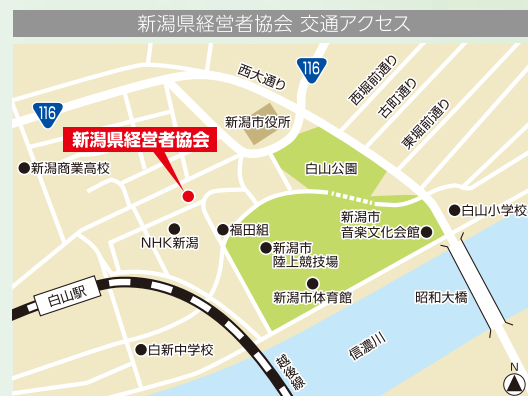 新潟県経営者協会 交通アクセス
116
西大通り
西堀前通り
古町通り
東堀前通り
116
新潟市役所
新潟県経営者協会
新潟商業高校
白山公園
NHK新潟
福田組
新潟市
音楽文化会館
白山小学校
新潟市
陸上競技場
新潟市体育館
昭和大橋
白山駅
白新中学校
越後線
信濃川
N